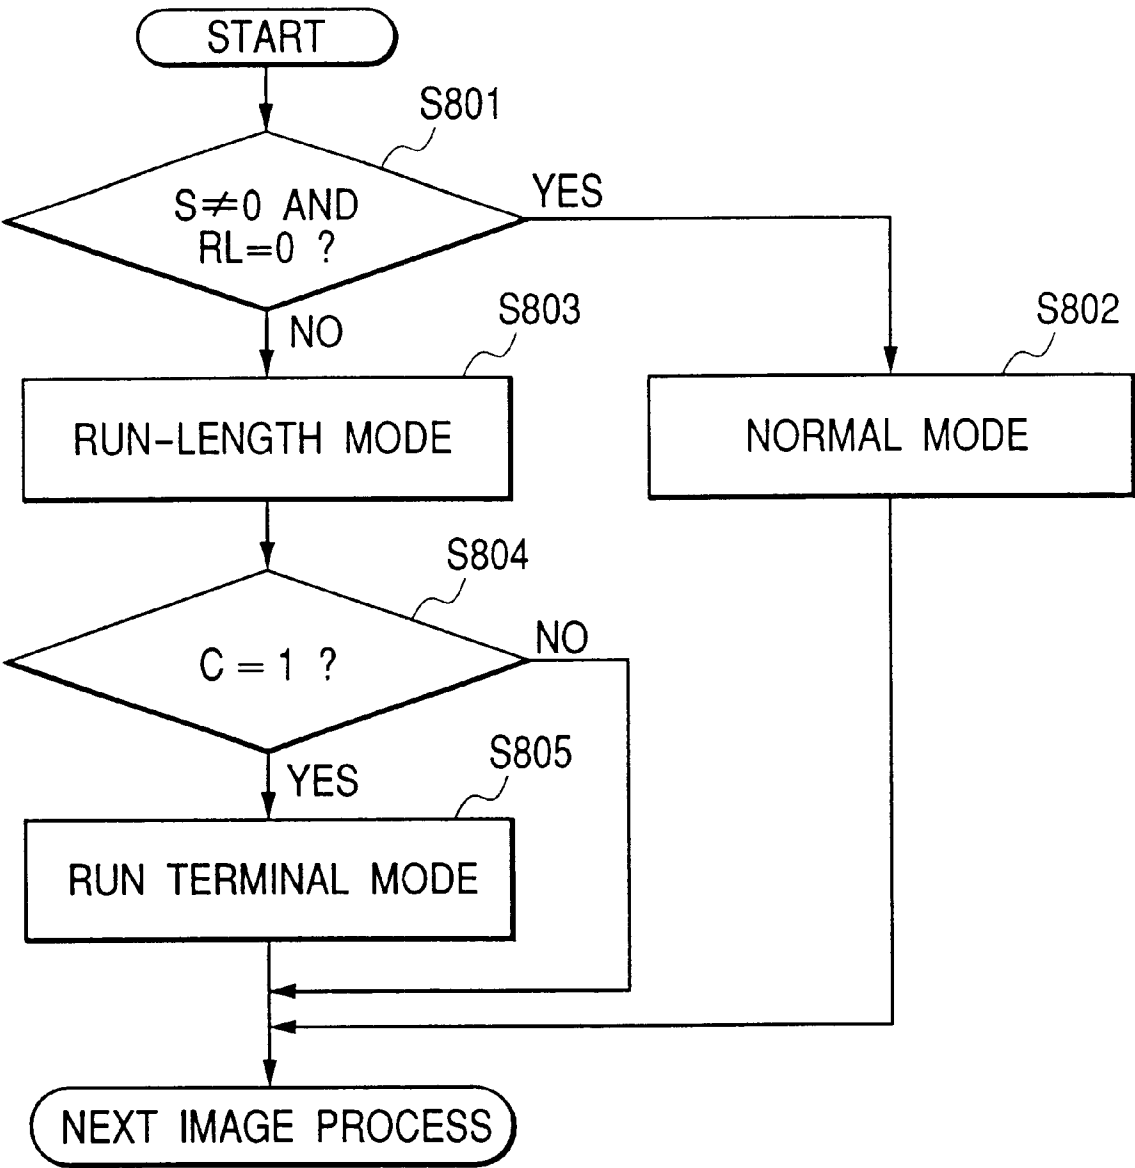 START
S801
S≠0 AND
RL=0 ?
YES
NO
S803
S802
RUN-LENGTH MODE
NORMAL MODE
S804
C=1 ?
NO
YES
S805
RUN TERMINAL MODE
NEXT IMAGE PROCESS